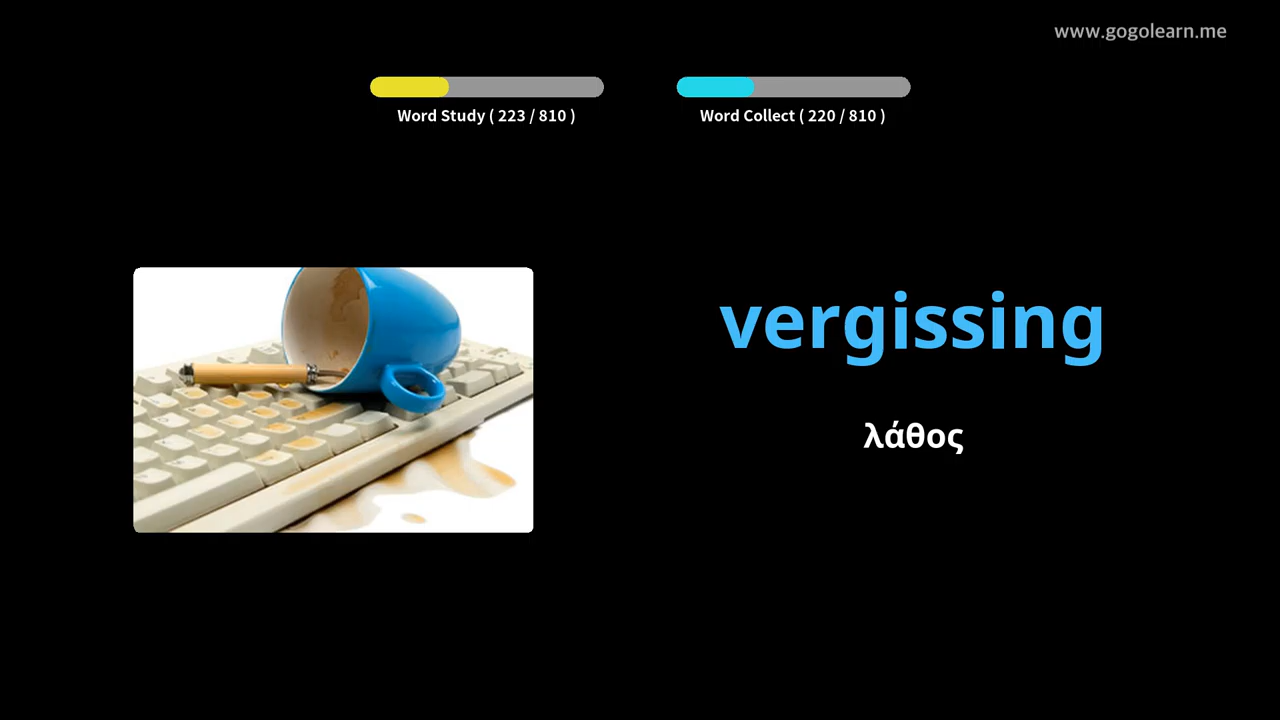 www.gogolearn.me
Word Study ( 223 / 810 )
Word Collect ( 220 / 810 )
vergissing
λάθος